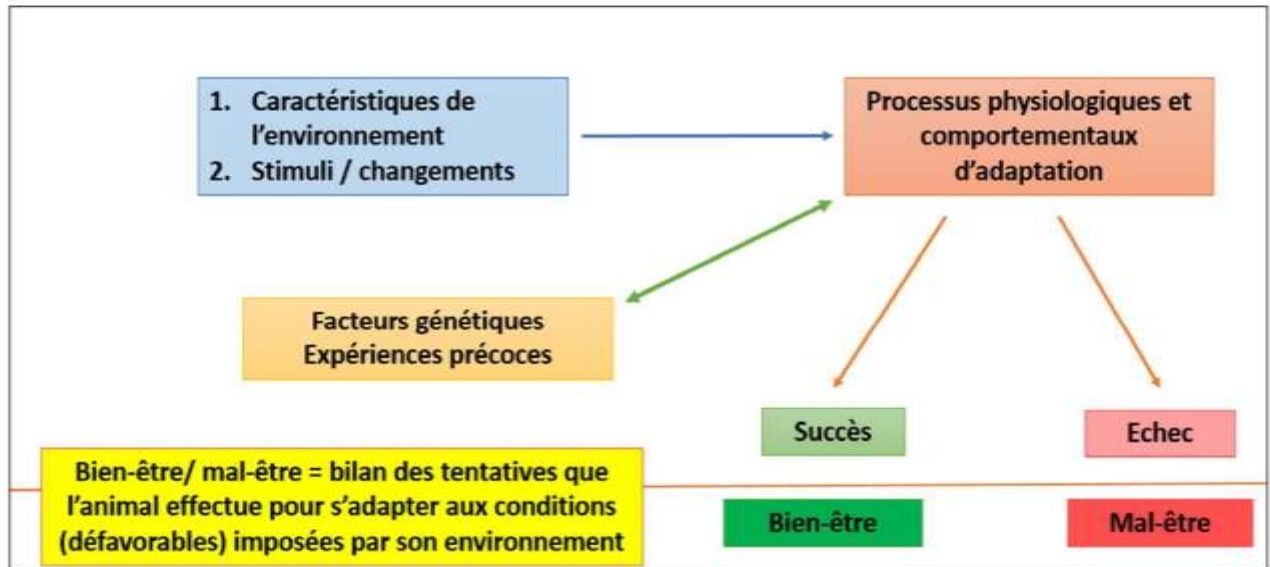 1. Caractéristiques de
l'environnement
2. Stimuli / changements
Processus physiologiques et
comportementaux
d'adaptation
Facteurs génétiques
Expériences précoces
Succès
Echec
Bien-être/ mal-être = bilan des tentatives que
l'animal effectue pour s'adapter aux conditions
(défavorables) imposées par son environnement
Bien-être
Mal-être